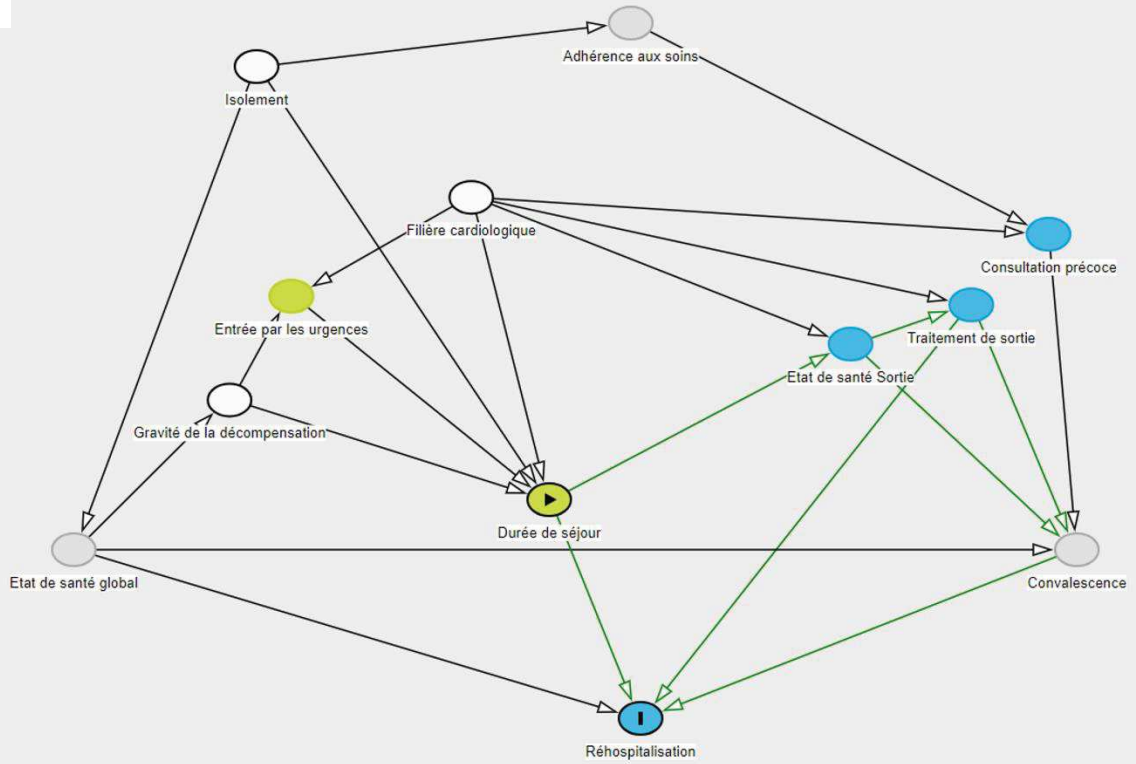 Adhérence aux soins
Isolement
Filière cardiologique
Consultation précoce
Entrée par les urgences
Traitement de sortie
Etat de santé Sortie
Gravité de la décompensation
Durée de séjour
Etat de santé global
Convalescence
Réhospitalisation